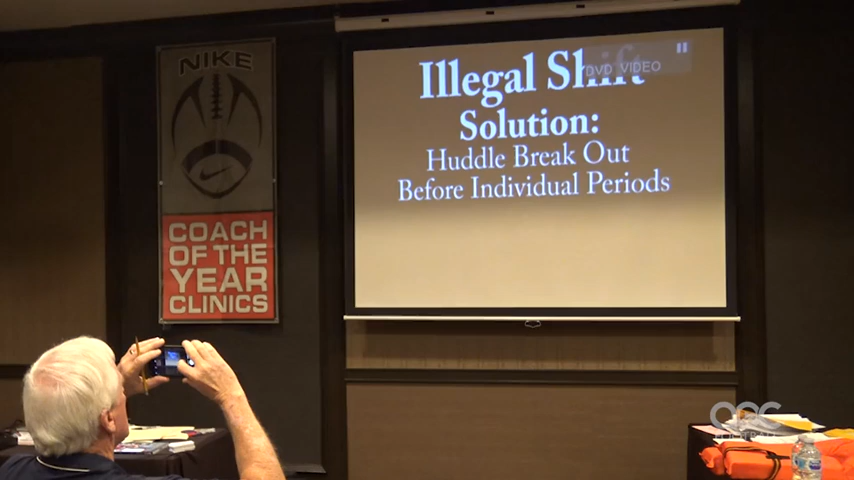 NIKE
COACH
OF THE
YEAR
CLINICS
Illegal Shift
DVD VIDEO
Solution:
Huddle Break Out
Before Individual Periods